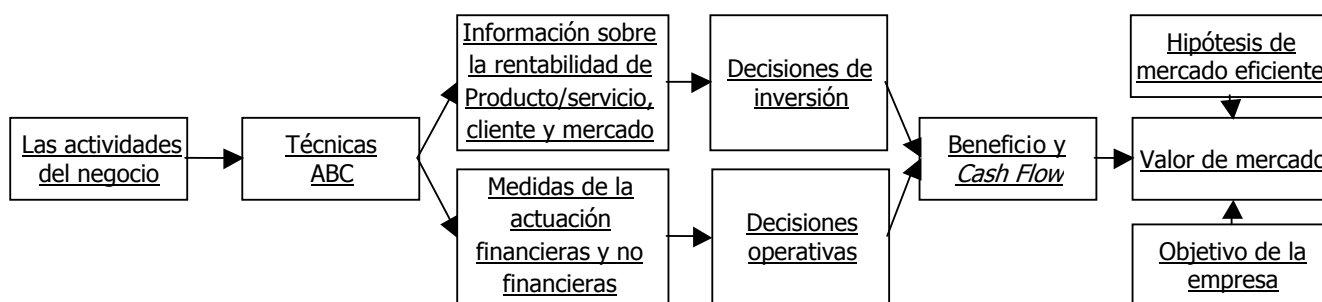 Las actividades
del negocio
Técnicas
ABC
Información sobre
la rentabilidad de
Producto/servicio,
cliente y mercado
Medidas de la
actuación
financieras y no
financieras
Decisiones de
inversión
Decisiones
operativas
Beneficio y
Cash Flow
Hipótesis de
mercado eficiente
Valor de mercado
Objetivo de la
empresa